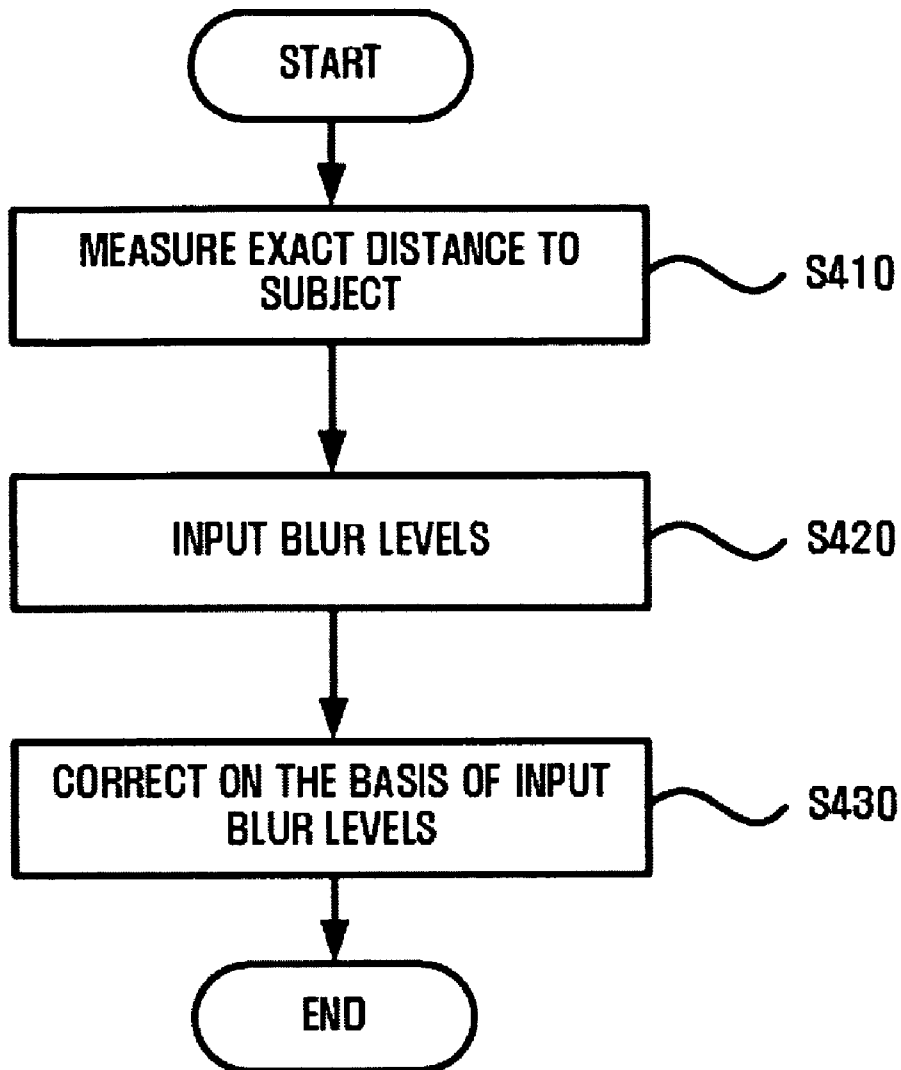 START
MEASURE EXACT DISTANCE TO
SUBJECT
S410
INPUT BLUR LEVELS
S420
CORRECT ON THE BASIS OF INPUT
BLUR LEVELS
S430
END